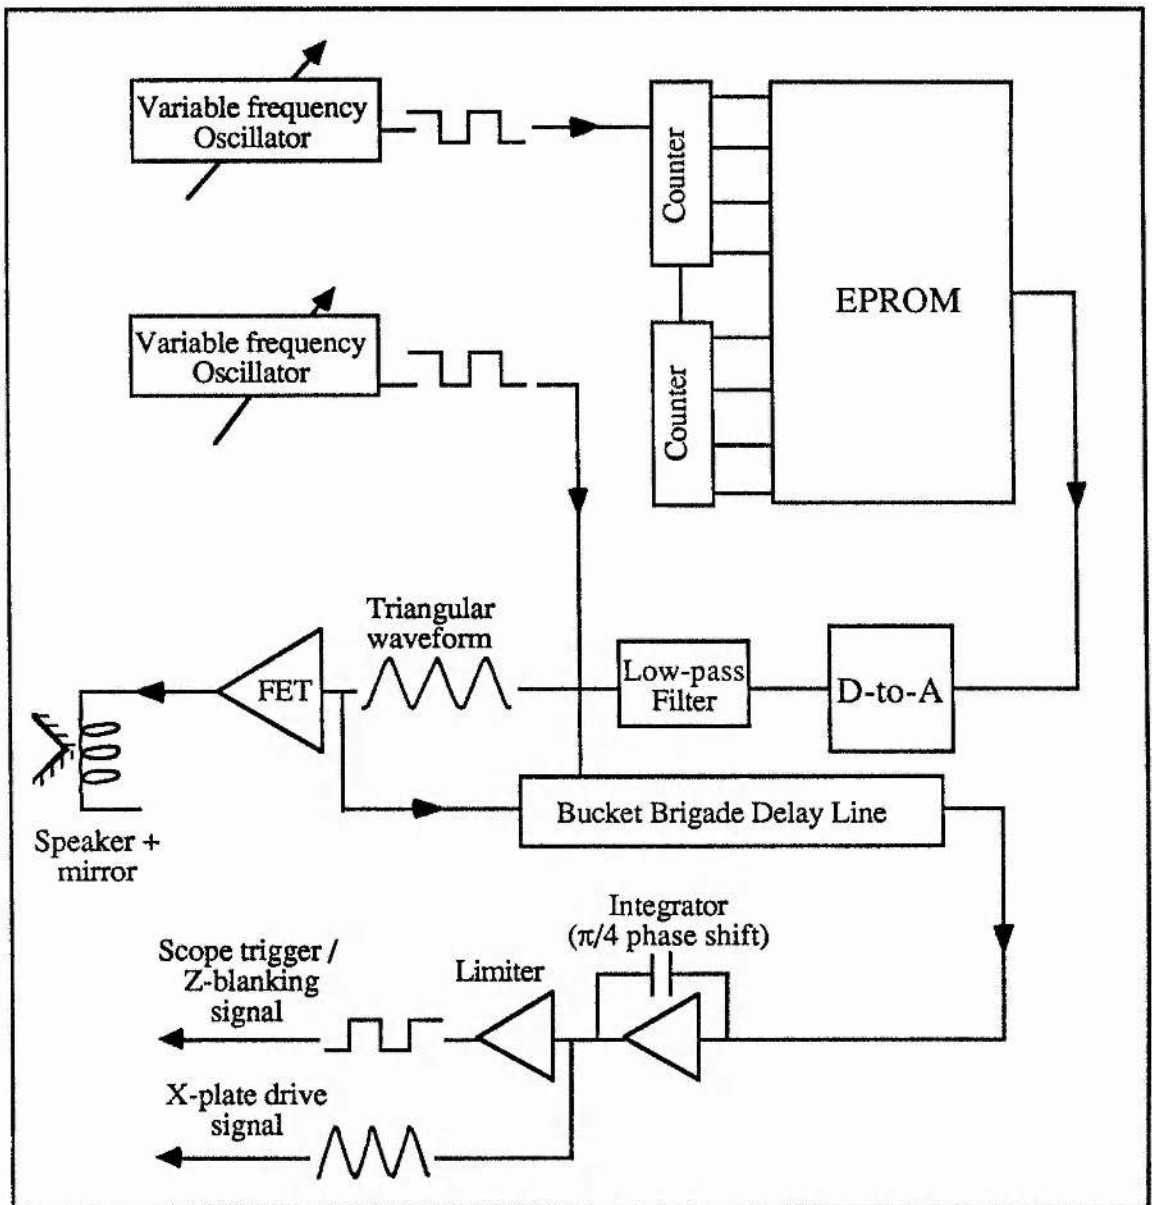 Variable frequency
Oscillator
Counter
EPROM
Variable frequency
Oscillator
Counter
Triangular
waveform
FET
Low-pass
Filter
D-to-A
Bucket Brigade Delay Line
Speaker +
mirror
Integrator
(π/4 phase shift)
Scope trigger /
Z-blanking
signal
Limiter
X-plate drive
signal